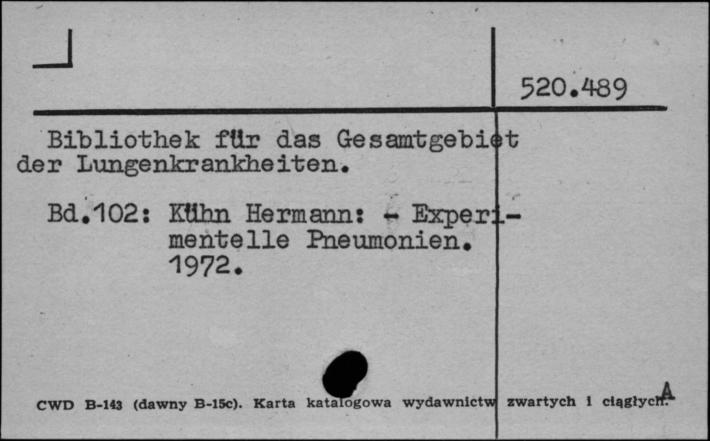 520.489
Bibliothek für das Gesamtgebiet
der Lungenkrankheiten.
Bd.102: Kühn Hermann: - Experi-
mentelle Pneumonien.
1972.
CWD B-143 (dawny B-15c). Karta katalogowa wydawnictw zwartych i ciągłych.
A